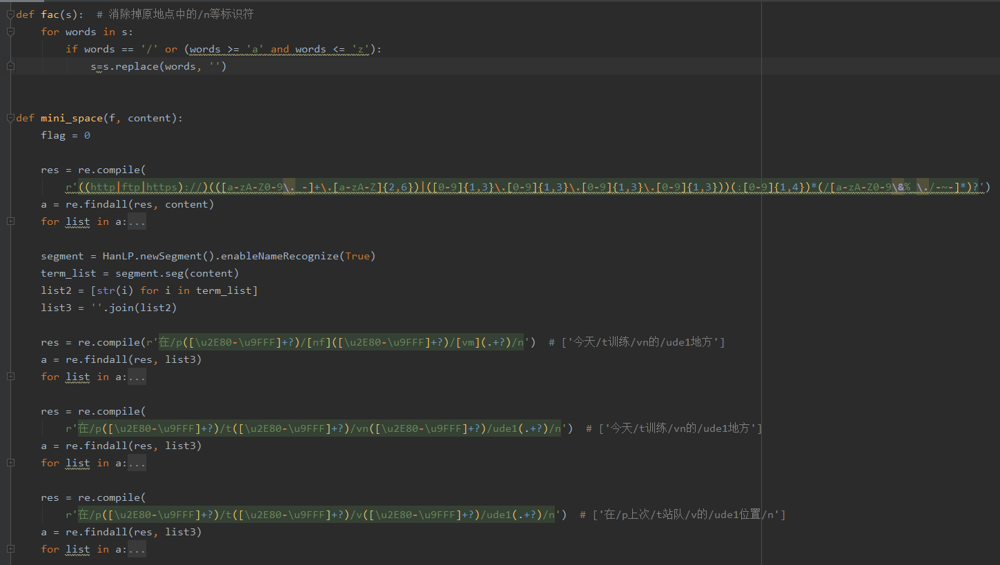 def fac(s):  # 消除掉原地点中的/n等标识符
    for words in s:
        if words == '/' or (words >= 'a' and words <= 'z'):
            s=s.replace(words, '')
def mini_space(f, content):
    flag = 0
    res = re.compile(
        r'((http|ftp|https)://)(([a-zA-Z0-9\._-]+\.[a-zA-Z]{2,6})|([0-9]{1,3}\.[0-9]{1,3}\.[0-9]{1,3}\.[0-9]{1,3}))(:[0-9]{1,4})*(/[a-zA-Z0-9\&%_\./-~-]*)?')
    a = re.findall(res, content)
    for list in a:...
    segment = HanLP.newSegment().enableNameRecognize(True)
    term_list = segment.seg(content)
    list2 = [str(i) for i in term_list]
    list3 = ''.join(list2)
    res = re.compile(r'在/p([\u2E80-\u9FFF]+?)/[nf]([\u2E80-\u9FFF]+?)/[vm](.+?)/n')  # ['今天/t训练/vn的/ude1地方']
    a = re.findall(res, list3)
    for list in a:...
    res = re.compile(
        r'在/p([\u2E80-\u9FFF]+?)/t([\u2E80-\u9FFF]+?)/vn([\u2E80-\u9FFF]+?)/ude1(.+?)/n')  # ['今天/t训练/vn的/ude1地方']
    a = re.findall(res, list3)
    for list in a:...
    res = re.compile(
        r'在/p([\u2E80-\u9FFF]+?)/t([\u2E80-\u9FFF]+?)/v([\u2E80-\u9FFF]+?)/ude1(.+?)/n')  # ['在/p上次/t站队/v的/ude1位置/n']
    a = re.findall(res, list3)
    for list in a:...